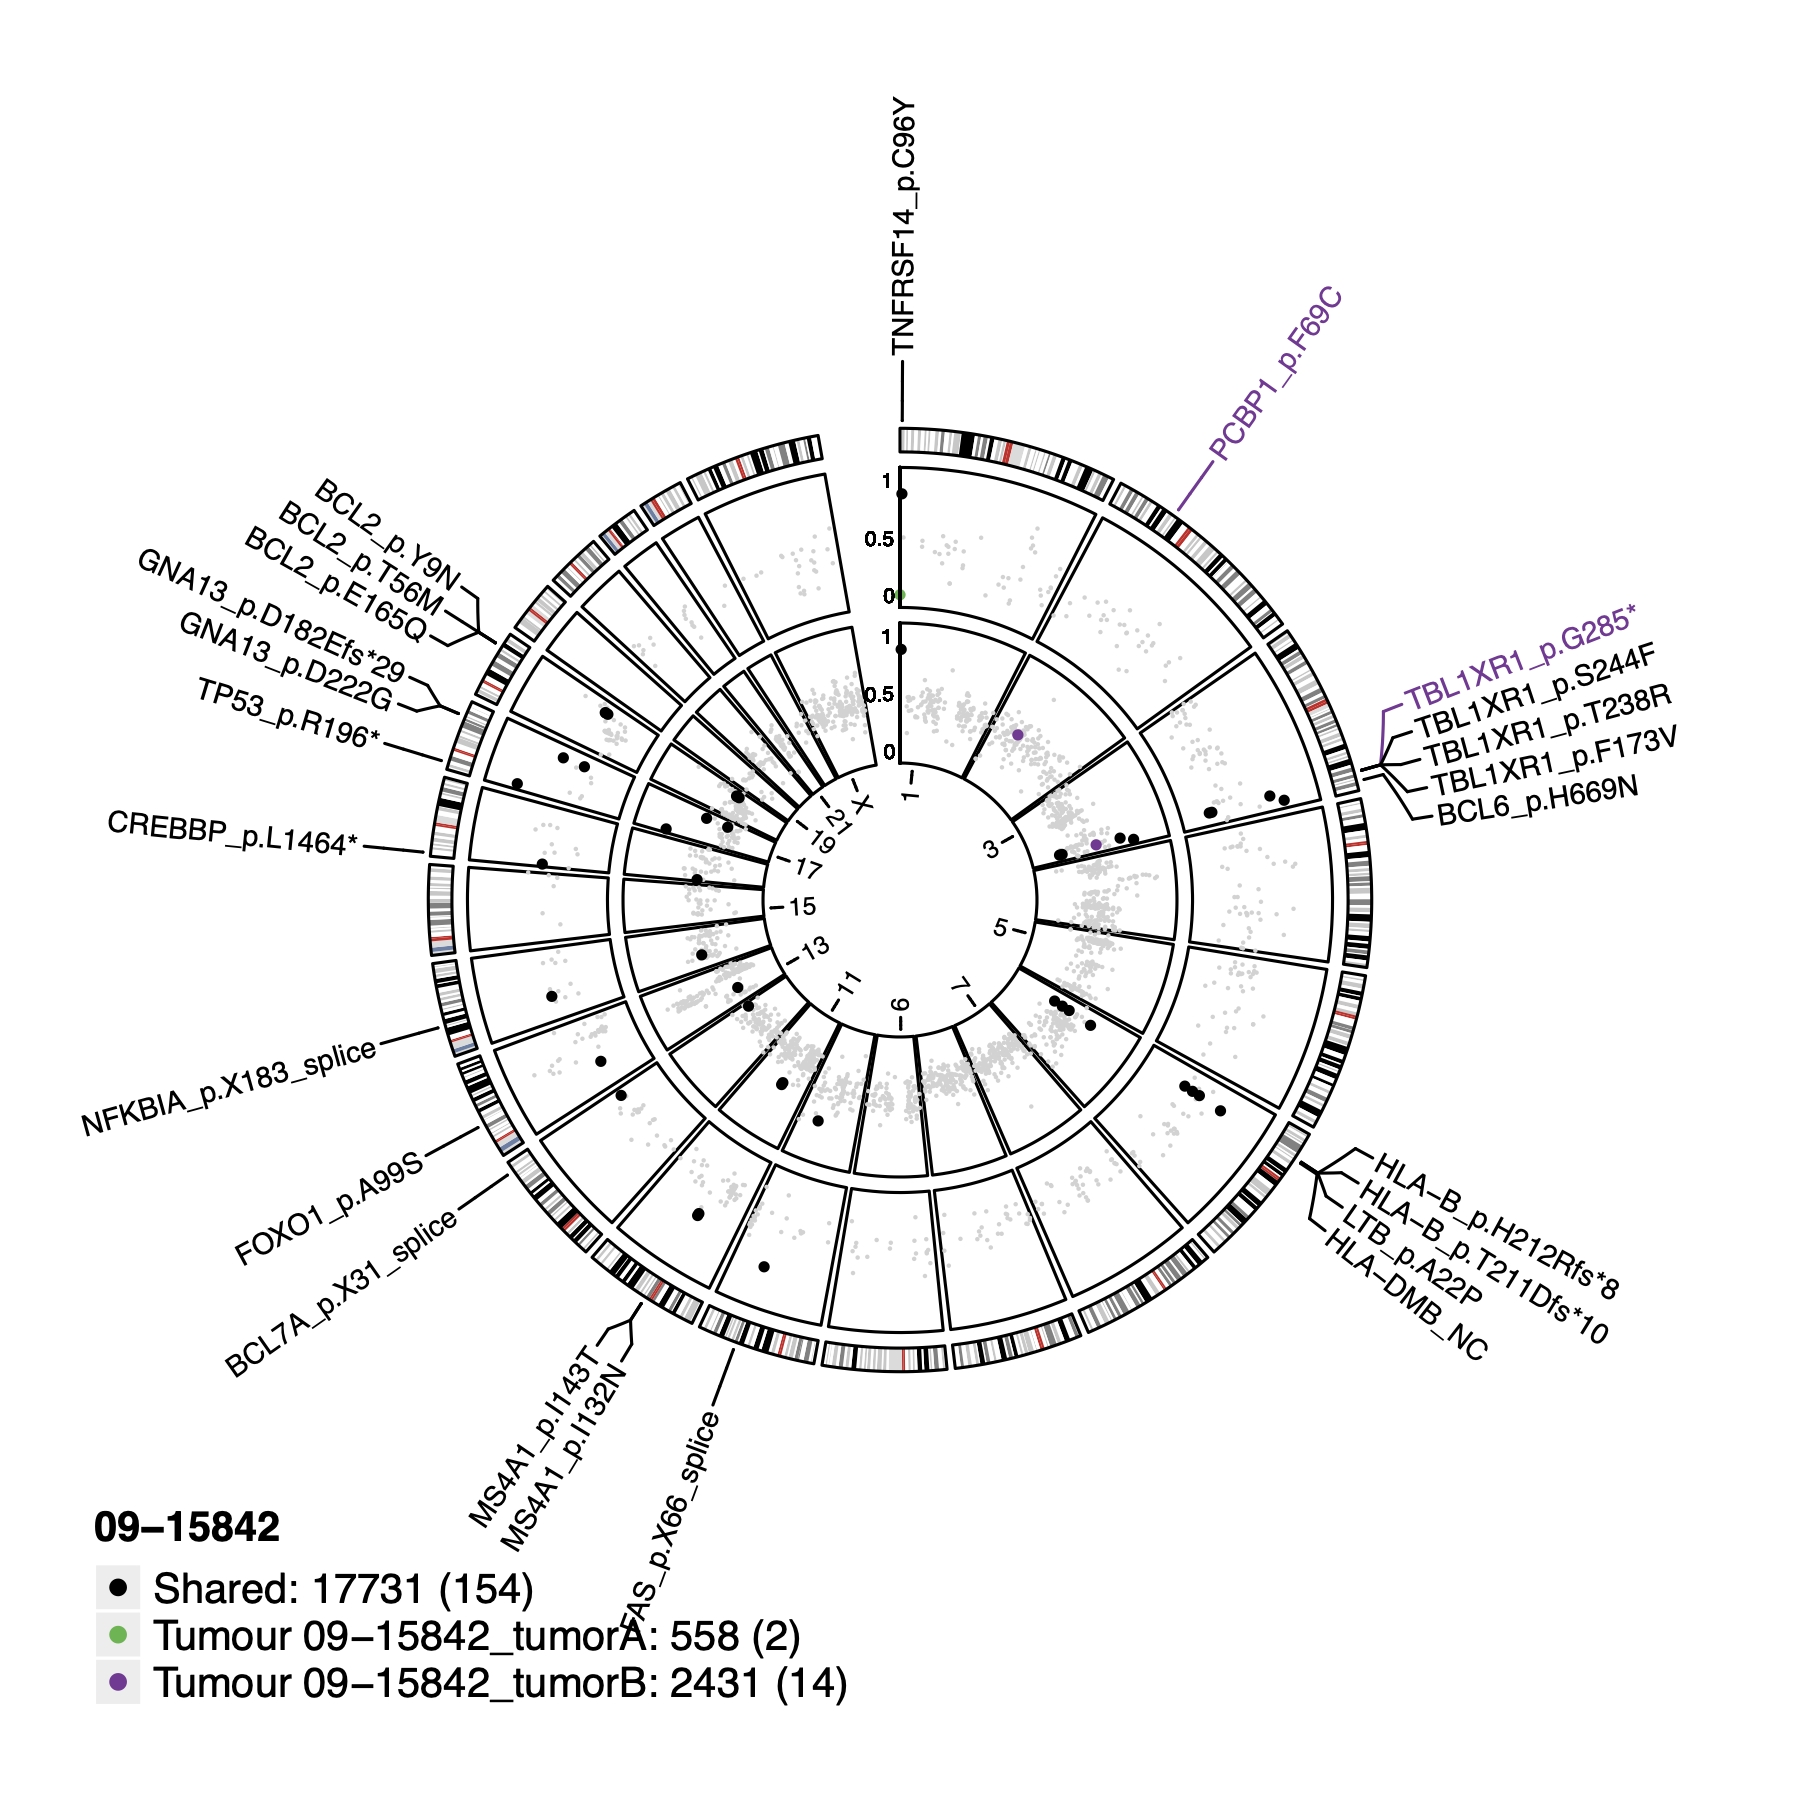 TNFRSF14_p.C96Y
PCBP1_p.F69C
TBL1XR1_p.G285*
TBL1XR1_p.S244F
TBL1XR1_p.T238R
TBL1XR1_p.F173V
BCL6_p.H669N
HLA−B_p.H212Rfs*8
HLA−B_p.T211Dfs*10
LTB_p.A22P
HLA−DMB_NC
FAS_p.X66_splice
MS4A1_p.I132N
MS4A1_p.I143T
BCL7A_p.X31_splice
FOXO1_p.A99S
NFKBIA_p.X183_splice
CREBBP_p.L1464*
TP53_p.R196*
GNA13_p.D222G
GNA13_p.D182Efs*29
BCL2_p.E165Q
BCL2_p.T56M
BCL2_p.Y9N
1
0.5
0
1
0.5
0
1
3
5
7
9
11
13
15
17
19
21
X
09−15842
Shared: 17731 (154)
Tumour 09−15842_tumorA: 558 (2)
Tumour 09−15842_tumorB: 2431 (14)